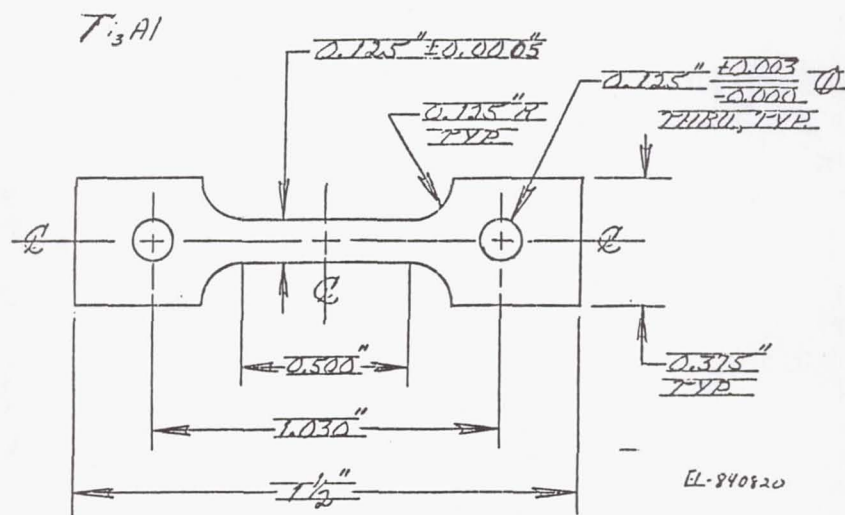 Ti₃Al
0.125" ±0.0005"
0.125" +0.003 -0.000 Ø
THRU, TYP.
0.125" R
TYP.
℄
℄
℄
0.500"
0.375"
TYP.
1.030"
1 1/2"
EL-840820